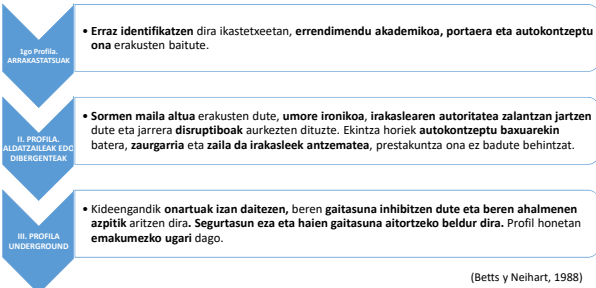 1go Profila.
ARRAKASTATSUAK
• Erraz identifikatzen dira ikastetxeetan, errendimendu akademikoa, portaera eta autokontzeptu
ona erakusten baitute.
II. PROFILA.
ALDATZAILEAK EDO
DIBERGENTEAK
• Sormen maila altua erakusten dute, umore ironikoa, irakaslearen autoritatea zalantzan jartzen
dute eta jarrera disruptiboak aurkezten dituzte. Ekintza horiek autokontzeptu baxuarekin
batera, zaurgarria eta zaila da irakasleek antzematea, prestakuntza ona ez badute behintzat.
III. PROFILA
UNDERGROUND
• Kideengandik onartuak izan daitezen, beren gaitasuna inhibitzen dute eta beren ahalmenen
azpitik aritzen dira. Segurtasun eza eta haien gaitasuna aitortzeko beldur dira. Profil honetan
emakumezko ugari dago.
(Betts y Neihart, 1988)